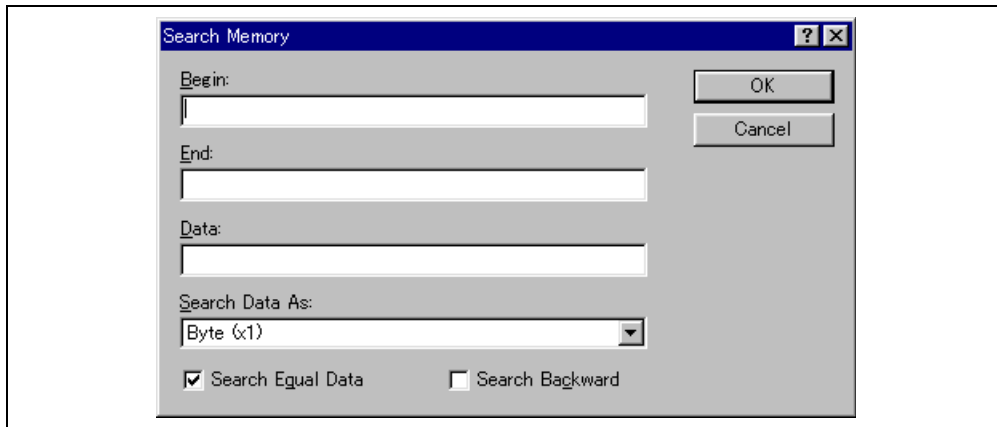 Search Memory
Begin:
OK
Cancel
End:
Data:
Search Data As:
Byte (x1)
Search Equal Data
Search Backward